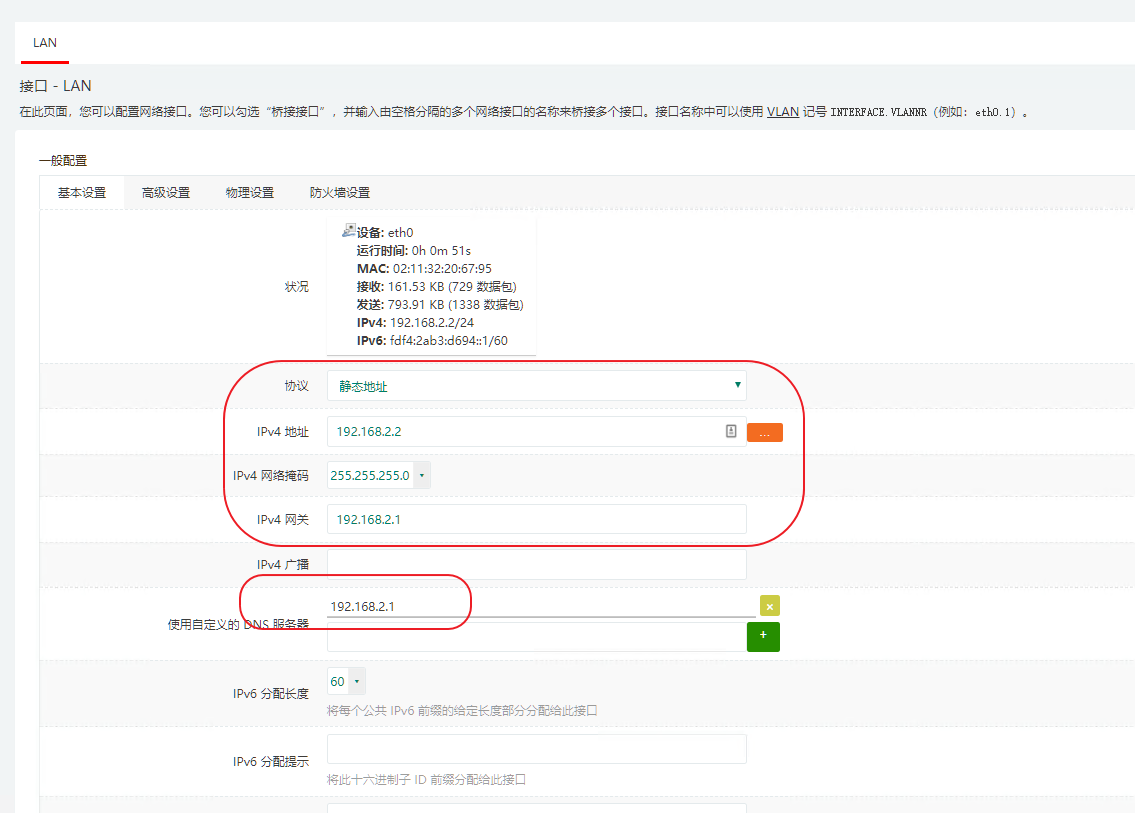 LAN
接口 - LAN
在此页面，您可以配置网络接口。您可以勾选“桥接接口”，并输入由空格分隔的多个网络接口的名称来桥接多个接口。接口名称中可以使用 VLAN 记号 INTERFACE.VLANNR（例如：eth0.1）。
一般配置
基本设置 高级设置 物理设置 防火墙设置
状况
设备: eth0
运行时间: 0h 0m 51s
MAC: 02:11:32:20:67:95
接收: 161.53 KB (729 数据包)
发送: 793.91 KB (1338 数据包)
IPv4: 192.168.2.2/24
IPv6: fdf4:2ab3:d694::1/60
协议 静态地址
IPv4 地址 192.168.2.2 ...
IPv4 网络掩码 255.255.255.0
IPv4 网关 192.168.2.1
IPv4 广播
使用自定义的 DNS 服务器 192.168.2.1 ×
+
IPv6 分配长度 60
将每个公共 IPv6 前缀的给定长度部分分配给此接口
IPv6 分配提示
将此十六进制子 ID 前缀分配给此接口